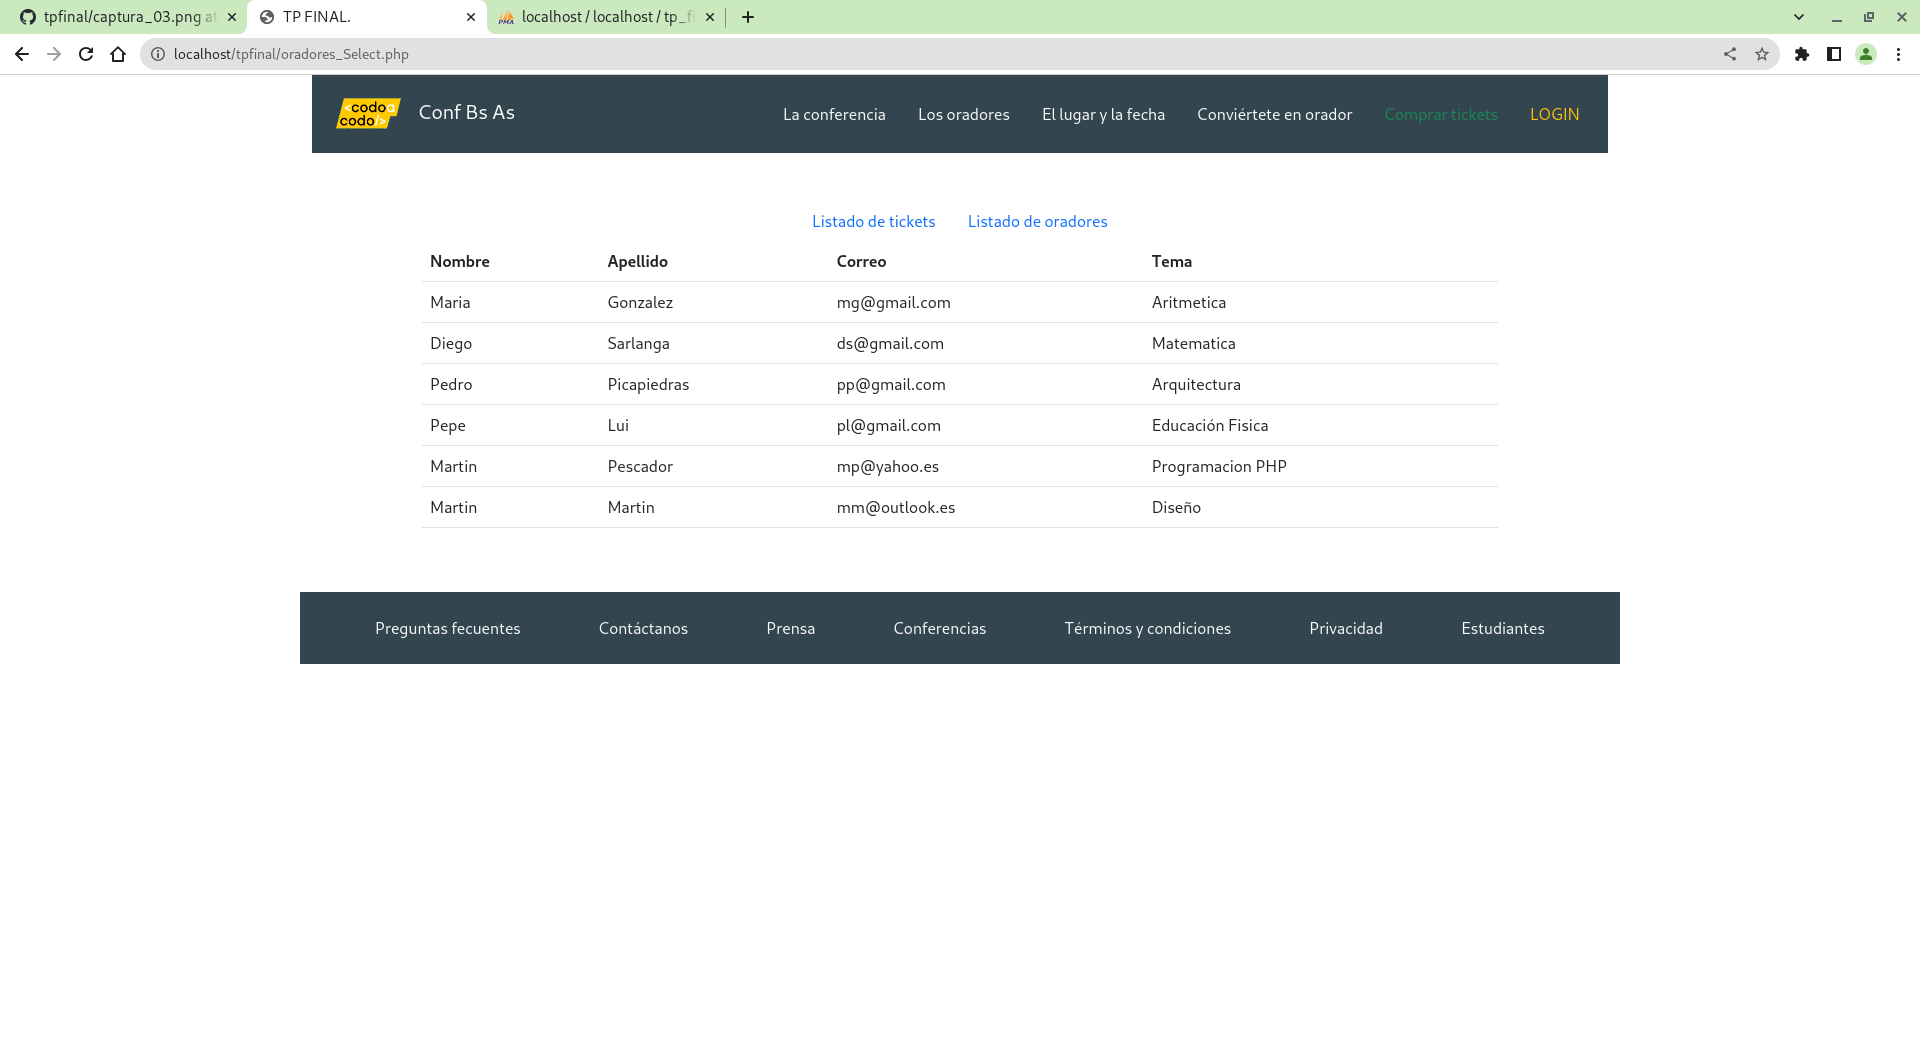 tpfinal/captura_03.png at
TP FINAL.
localhost / localhost / tp_fi
localhost/tpfinal/oradores_Select.php
<codo a
codo/>
Conf Bs As
La conferencia Los oradores El lugar y la fecha Conviértete en orador Comprar tickets LOGIN
Listado de tickets Listado de oradores
Nombre Apellido Correo Tema
Maria Gonzalez mg@gmail.com Aritmetica
Diego Sarlanga ds@gmail.com Matematica
Pedro Picapiedras pp@gmail.com Arquitectura
Pepe Lui pl@gmail.com Educación Fisica
Martin Pescador mp@yahoo.es Programacion PHP
Martin Martin mm@outlook.es Diseño
Preguntas fecuentes Contáctanos Prensa Conferencias Términos y condiciones Privacidad Estudiantes